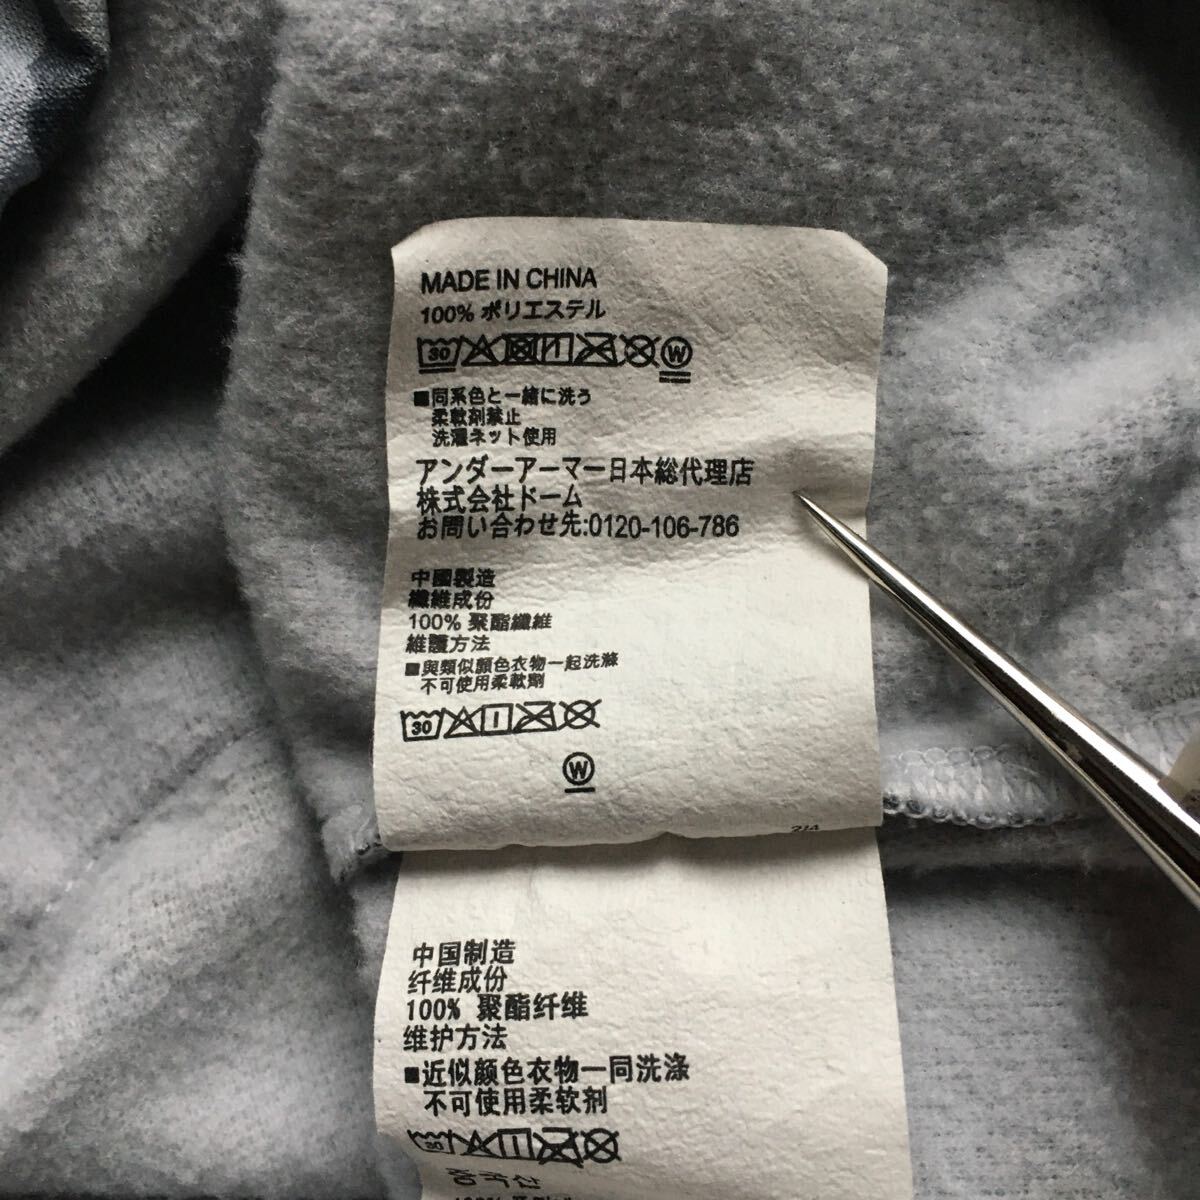 MADE IN CHINA
100% ポリエステル
30 W
■同系色と一緒に洗う
柔軟剤禁止
洗濯ネット使用
アンダーアーマー日本総代理店
株式会社ドーム
お問い合わせ先:0120-106-786
中國製造
纖維成份
100% 聚酯纖維
維護方法
■與類似顏色衣物一起洗滌
不可使用柔軟劑
30
W
214
中国制造
纤维成份
100% 聚酯纤维
维护方法
■近似颜色衣物一同洗涤
不可使用柔软剂
30